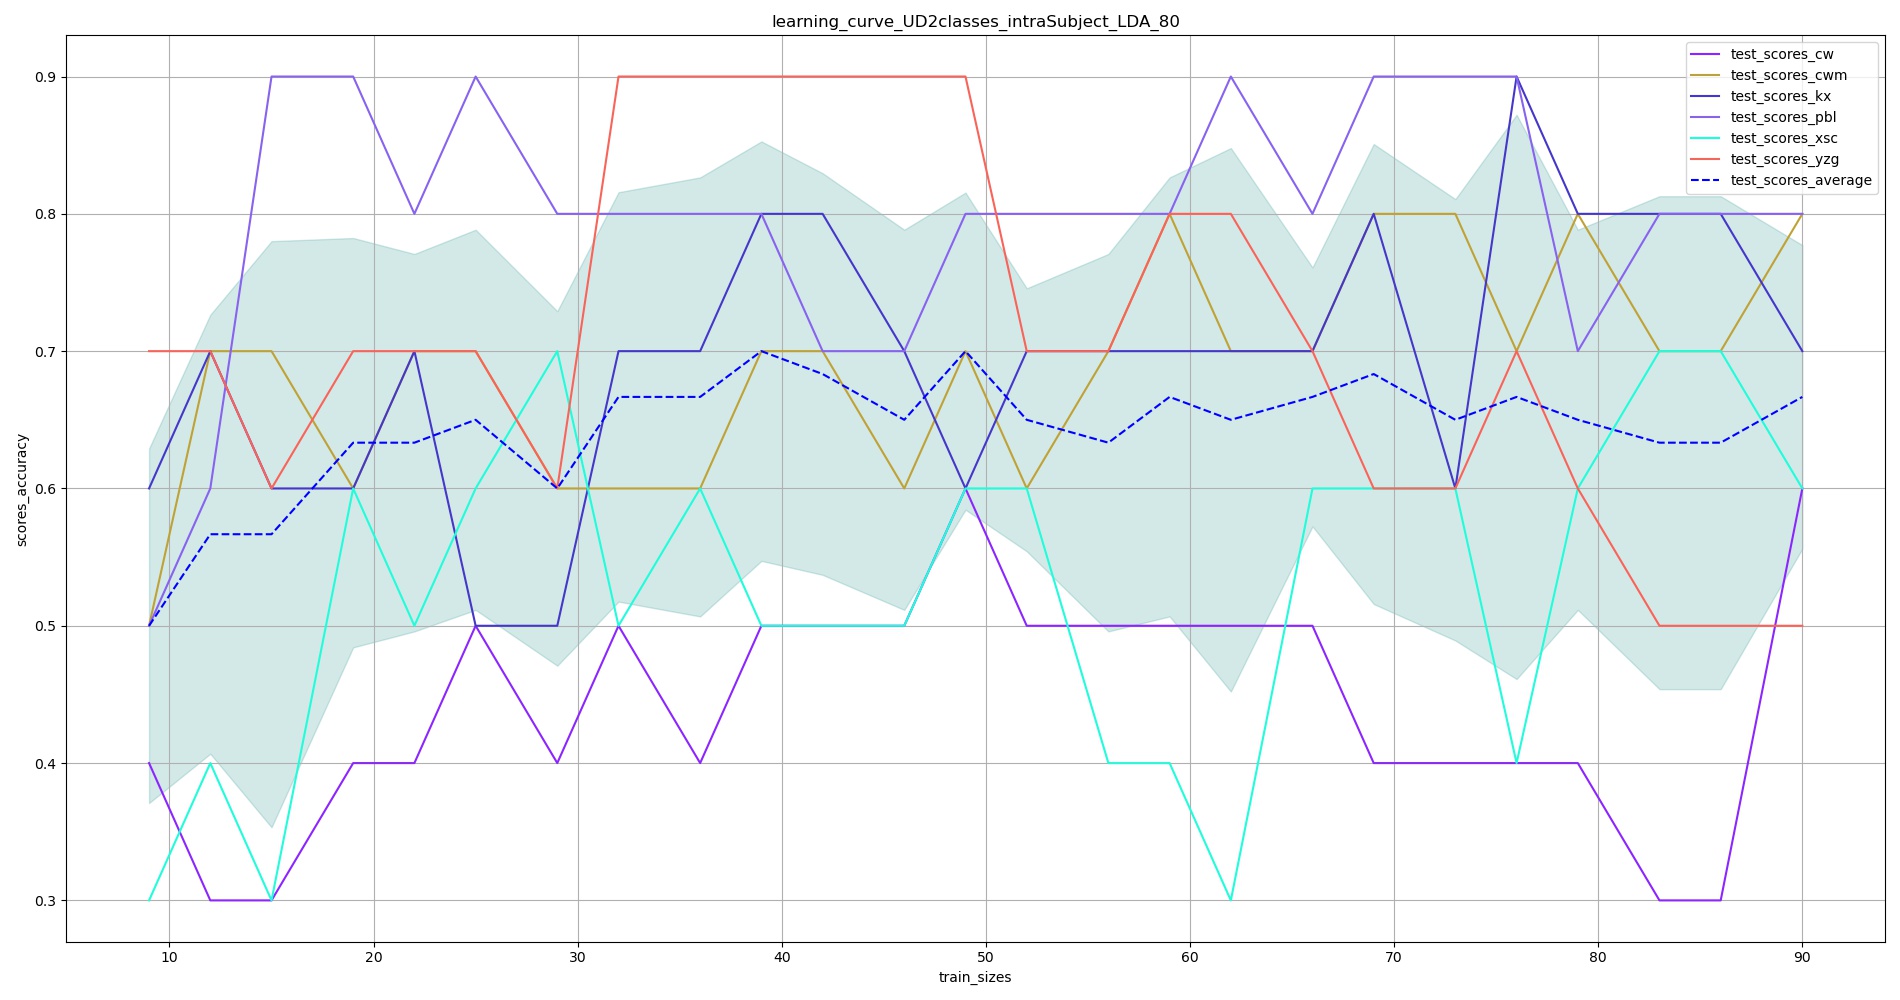 learning_curve_UD2classes_intraSubject_LDA_80
test_scores_cw
test_scores_cwm
test_scores_kx
test_scores_pbl
test_scores_xsc
test_scores_yzg
test_scores_average
scores_accuracy
0.9
0.8
0.7
0.6
0.5
0.4
0.3
10 20 30 40 50 60 70 80 90
train_sizes